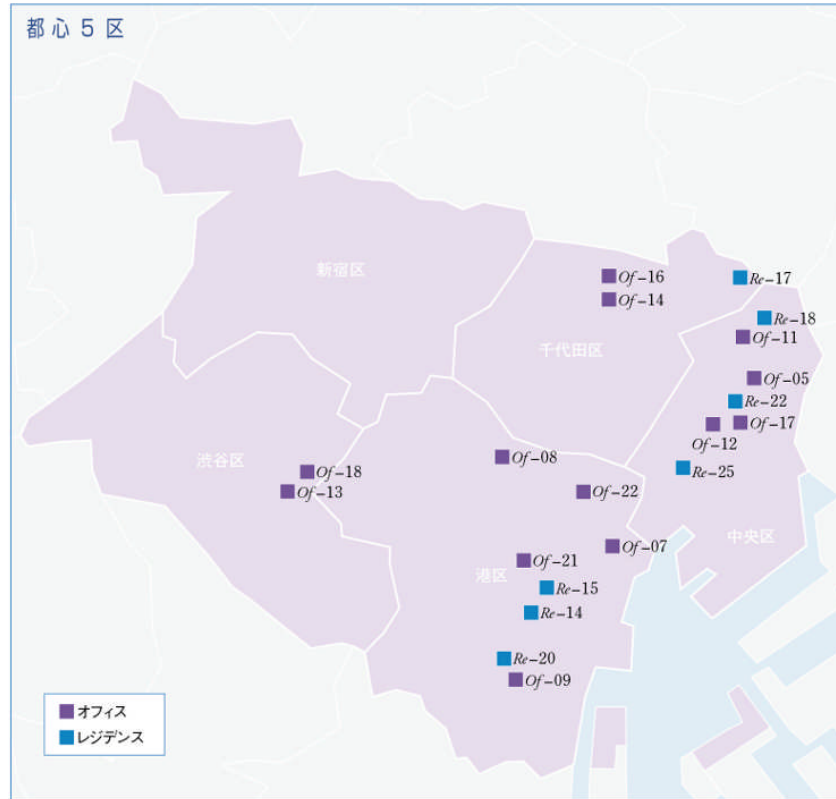 都心5区
新宿区
Of-16
Re-17
Of-14
Re-18
Of-11
千代田区
Of-05
Re-22
Of-17
Of-12
Of-08
渋谷区
Of-18
Re-25
Of-13
Of-22
中央区
Of-07
Of-21
港区
Re-15
Re-14
Re-20
Of-09
オフィス
レジデンス